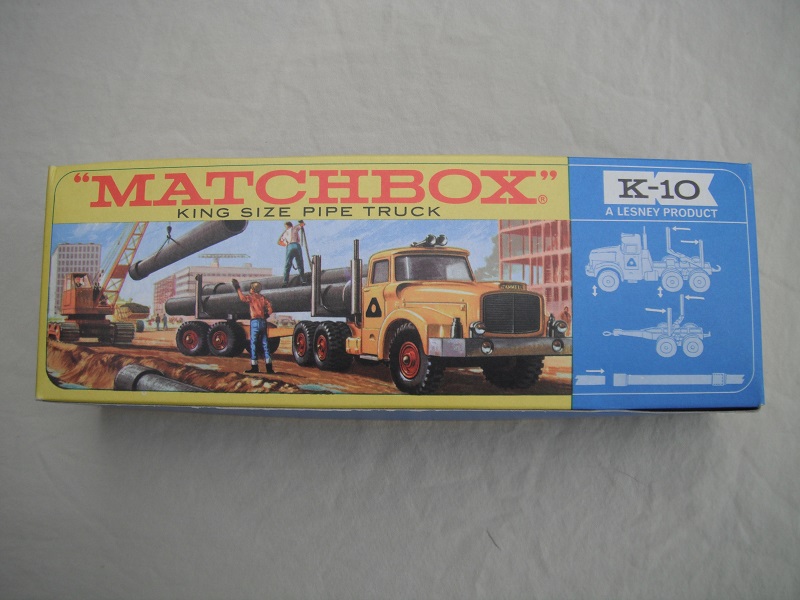 "MATCHBOX"®
KING SIZE PIPE TRUCK
K-10
A LESNEY PRODUCT